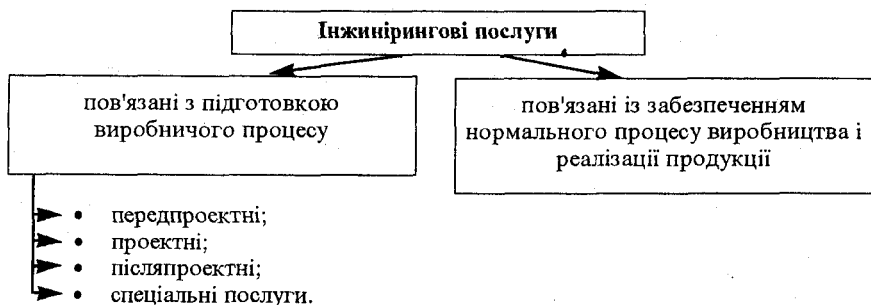 Інжинірингові послуги
пов'язані з підготовкою
виробничого процесу
пов'язані із забезпеченням
нормального процесу виробництва і
реалізації продукції
• передпроектні;
• проектні;
• післяпроектні;
• спеціальні послуги.